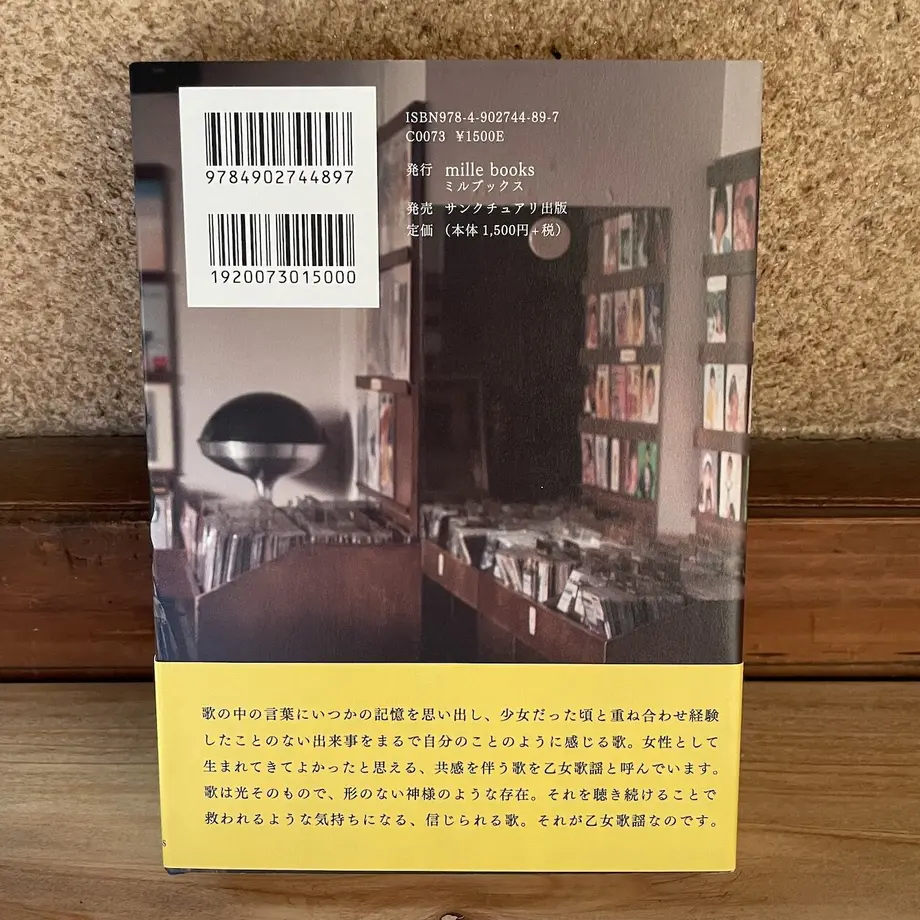 9784902744897
1920073015000
ISBN978-4-902744-89-7
C0073 ¥1500E
発行 mille books
ミルブックス
発売 サンクチュアリ出版
定価 (本体 1,500円+税)
歌の中の言葉にいつかの記憶を思い出し、少女だった頃と重ね合わせ経験
したことのない出来事をまるで自分のことのように感じる歌。女性として
生まれてきてよかったと思える、共感を伴う歌を乙女歌謡と呼んでいます。
歌は光そのもので、形のない神様のような存在。それを聴き続けることで
救われるような気持ちになる、信じられる歌。それが乙女歌謡なのです。
s